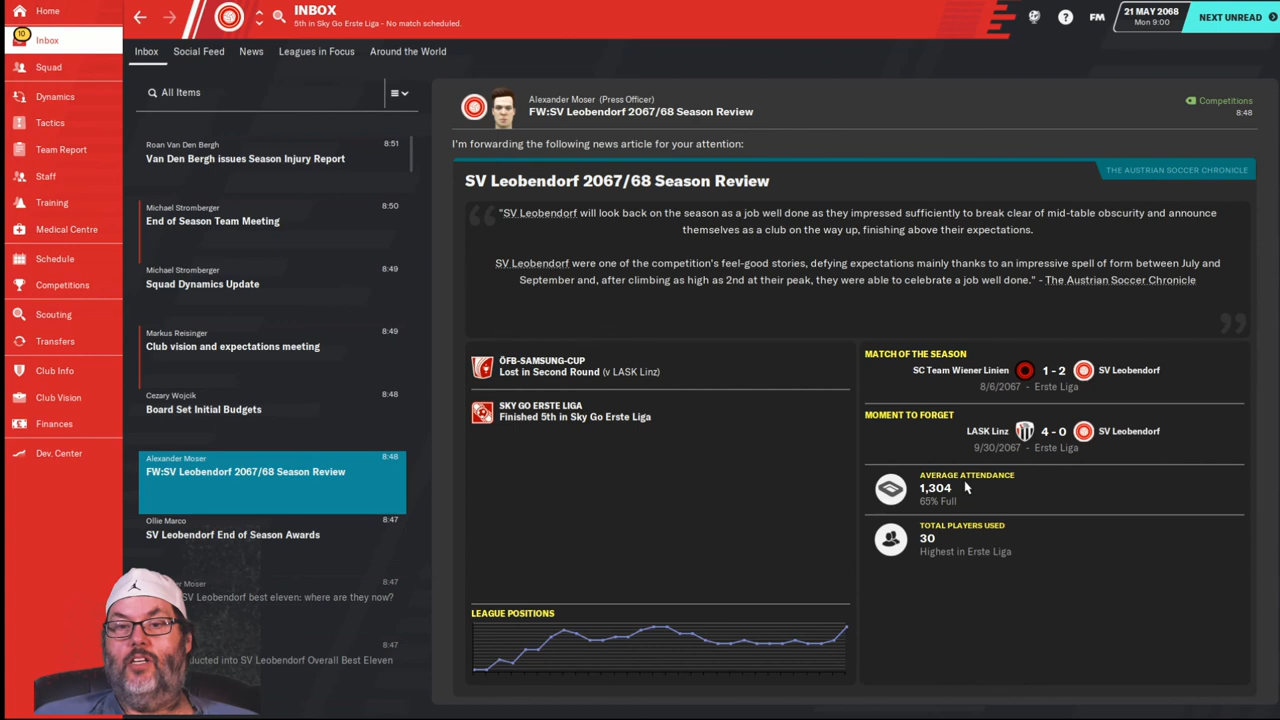 Home
10
Inbox
Squad
Dynamics
Tactics
Team Report
Staff
Training
Medical Centre
Schedule
Competitions
Scouting
Transfers
Club Info
Club Vision
Finances
Dev. Center
INBOX
5th in Sky Go Erste Liga - No match scheduled.
?
FM
21 MAY 2068
Mon 9:00
NEXT UNREAD
Inbox
Social Feed
News
Leagues in Focus
Around the World
All Items
Roan Van Den Bergh 8:51
Van Den Bergh issues Season Injury Report
Michael Stromberger 8:50
End of Season Team Meeting
Michael Stromberger 8:49
Squad Dynamics Update
Markus Reisinger 8:49
Club vision and expectations meeting
Cezary Wojcik 8:48
Board Set Initial Budgets
Alexander Moser 8:48
FW:SV Leobendorf 2067/68 Season Review
Ollie Marco 8:47
SV Leobendorf End of Season Awards
Moser 8:47
SV Leobendorf best eleven: where are they now?
8:47
into SV Leobendorf Overall Best Eleven
Alexander Moser (Press Officer)
FW:SV Leobendorf 2067/68 Season Review
Competitions
8:48
I'm forwarding the following news article for your attention:
THE AUSTRIAN SOCCER CHRONICLE
SV Leobendorf 2067/68 Season Review
"SV Leobendorf will look back on the season as a job well done as they impressed sufficiently to break clear of mid-table obscurity and announce
themselves as a club on the way up, finishing above their expectations.
SV Leobendorf were one of the competition's feel-good stories, defying expectations mainly thanks to an impressive spell of form between July and
September and, after climbing as high as 2nd at their peak, they were able to celebrate a job well done." - The Austrian Soccer Chronicle
ÖFB-SAMSUNG-CUP
Lost in Second Round (v LASK Linz)
SKY GO ERSTE LIGA
Finished 5th in Sky Go Erste Liga
LEAGUE POSITIONS
MATCH OF THE SEASON
SC Team Wiener Linien 1 - 2 SV Leobendorf
8/6/2067 - Erste Liga
MOMENT TO FORGET
LASK Linz 4 - 0 SV Leobendorf
9/30/2067 - Erste Liga
AVERAGE ATTENDANCE
1,304
65% Full
TOTAL PLAYERS USED
30
Highest in Erste Liga